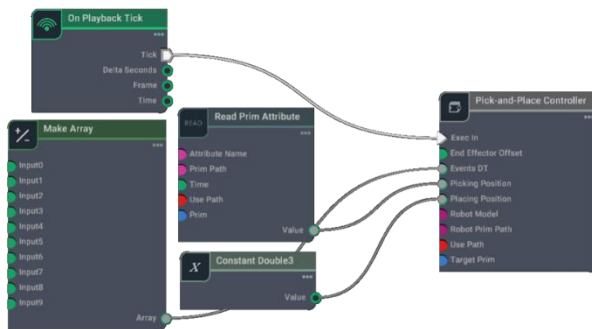 On Playback Tick
Tick
Delta Seconds
Frame
Time
Make Array
Input0
Input1
Input2
Input3
Input4
Input5
Input6
Input7
Input8
Input9
Array
READ
Read Prim Attribute
Attribute Name
Prim Path
Time
Use Path
Prim
Value
X
Constant Double3
Value
Pick-and-Place Controller
Exec In
End Effector Offset
Events DT
Picking Position
Placing Position
Robot Model
Robot Prim Path
Use Path
Target Prim